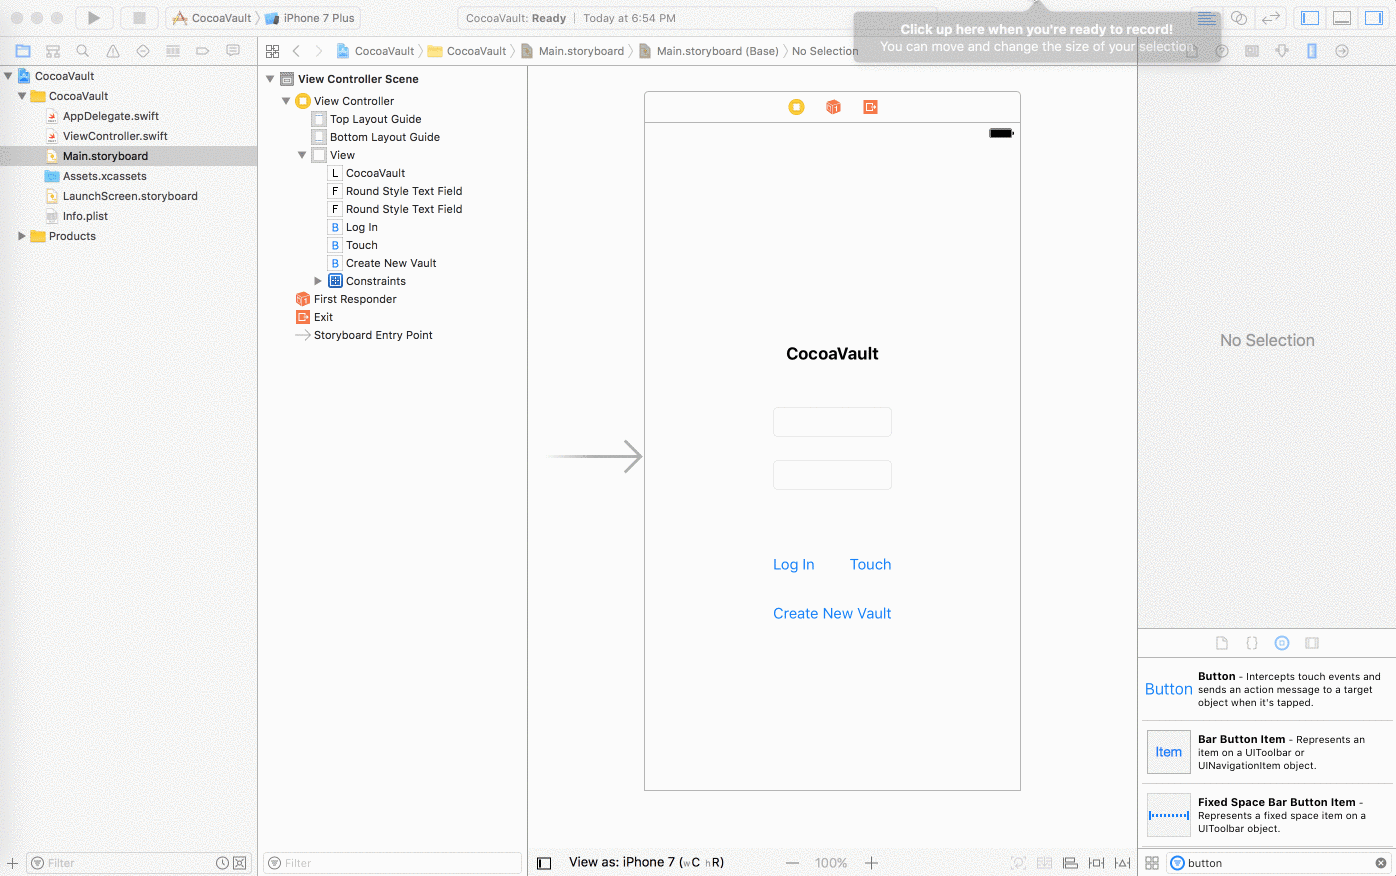 CocoaVault iPhone 7 Plus
CocoaVault: Ready Today at 6:54 PM
Click up here when you're ready to record!
You can move and change the size of your selection
CocoaVault CocoaVault Main.storyboard Main.storyboard (Base) No Selection
CocoaVault
CocoaVault
AppDelegate.swift
ViewController.swift
Main.storyboard
Assets.xcassets
LaunchScreen.storyboard
Info.plist
Products
View Controller Scene
View Controller
Top Layout Guide
Bottom Layout Guide
View
L CocoaVault
F Round Style Text Field
F Round Style Text Field
B Log In
B Touch
B Create New Vault
Constraints
First Responder
Exit
Storyboard Entry Point
CocoaVault
Log In Touch
Create New Vault
No Selection
Button
Button - Intercepts touch events and
sends an action message to a target
object when it's tapped.
Item
Bar Button Item - Represents an
item on a UIToolbar or
UINavigationItem object.
Fixed Space Bar Button Item -
Represents a fixed space item on a
UIToolbar object.
Filter
Filter
View as: iPhone 7 (wC hR)
100%
button